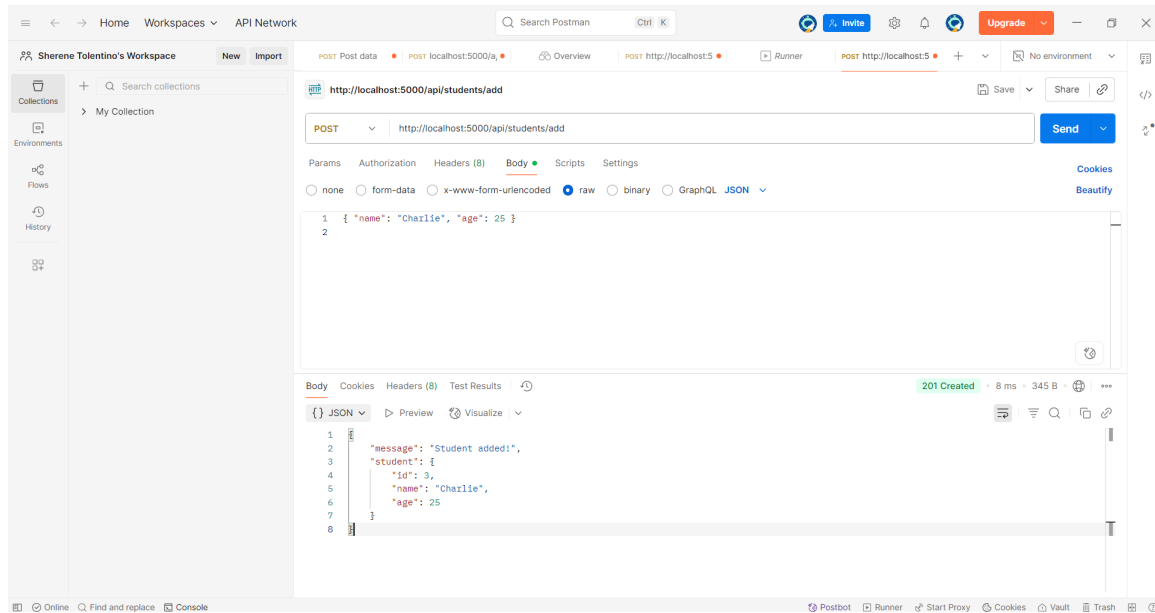 Home Workspaces API Network Search Postman Ctrl K Invite Upgrade
Sherene Tolentino's Workspace New Import POST Post data POST localhost:5000/a Overview POST http://localhost:5 Runner POST http://localhost:5 No environment
Collections
Environments
Flows
History
Search collections
My Collection
HTTP http://localhost:5000/api/students/add Save Share
POST http://localhost:5000/api/students/add Send
Params Authorization Headers (8) Body Scripts Settings Cookies
none form-data x-www-form-urlencoded raw binary GraphQL JSON Beautify
1 { "name": "Charlie", "age": 25 }
2
Body Cookies Headers (8) Test Results 201 Created 8 ms 345 B
{} JSON Preview Visualize
1 {
2 "message": "Student added!",
3 "student": {
4 "id": 3,
5 "name": "Charlie",
6 "age": 25
7 }
8 }
Online Find and replace Console Postbot Runner Start Proxy Cookies Vault Trash